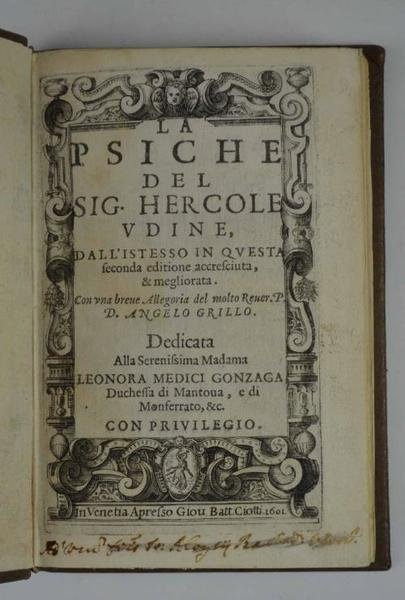 LA
PSICHE
DEL
SIG. HERCOLE
VDINE,
DALL'ISTESSO IN QVESTA
seconda editione accresciuta,
& megliorata.
Con vna breue Allegoria del molto Reuer. P.
D. ANGELO GRILLO.
Dedicata
Alla Serenissima Madama
LEONORA MEDICI GONZAGA
Duchessa di Mantoua, e di
Monferrato, &c.
CON PRIVILEGIO.
In Venetia Apresso Giou. Batt. Ciotti. 1601.